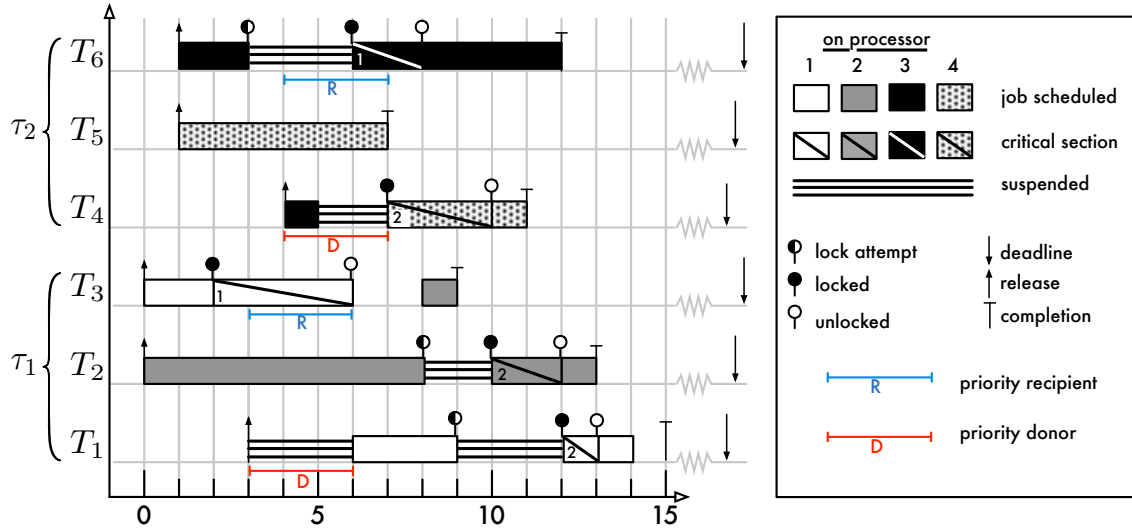 τ2
T6
1
R
T5
T4
2
D
τ1
T3
1
R
T2
2
T1
2
D
0 5 10 15
on processor
1 2 3 4
job scheduled
critical section
suspended
lock attempt
locked
unlocked
deadline
release
completion
R priority recipient
D priority donor